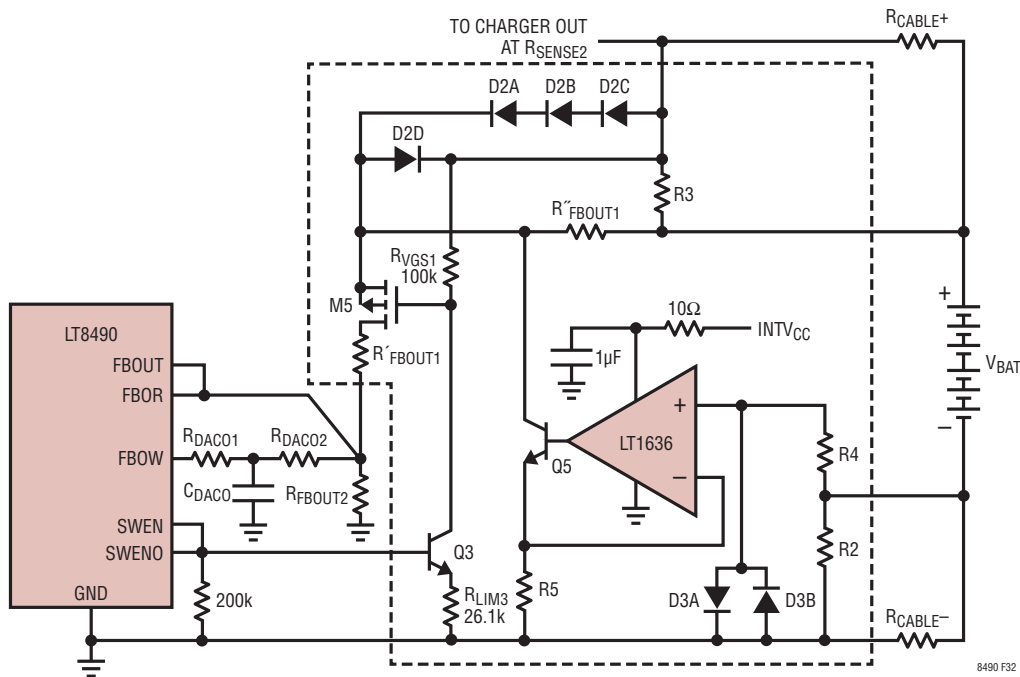 TO CHARGER OUT
AT RSENSE2
RCABLE+
D2A
D2B
D2C
D2D
R3
R˝FBOUT1
RVGS1
100k
M5
10Ω
INTVCC
1µF
R´FBOUT1
LT8490
FBOUT
FBOR
FBOW
SWEN
SWENO
GND
RDACO1
RDACO2
CDACO
RFBOUT2
200k
Q3
RLIM3
26.1k
Q5
LT1636
+
–
R5
R4
R2
D3A
D3B
+
VBAT
–
RCABLE–
8490 F32